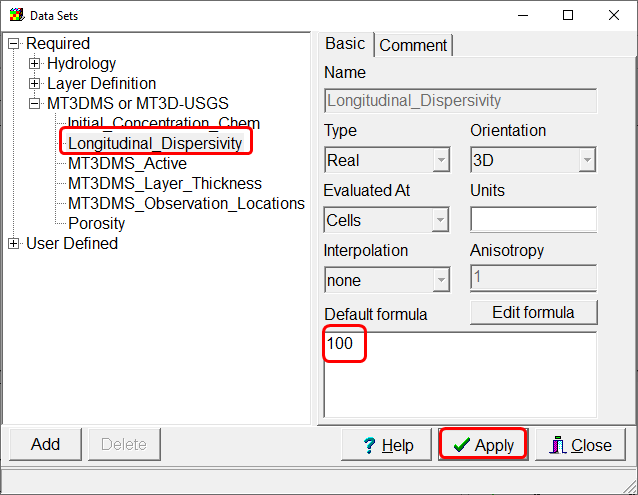 Data Sets
Required
Hydrology
Layer Definition
MT3DMS or MT3D-USGS
Initial_Concentration_Chem
Longitudinal_Dispersivity
MT3DMS_Active
MT3DMS_Layer_Thickness
MT3DMS_Observation_Locations
Porosity
User Defined
Basic
Comment
Name
Longitudinal_Dispersivity
Type
Orientation
Real
3D
Evaluated At
Units
Cells
Interpolation
Anisotropy
none
1
Default formula
Edit formula
100
Add
Delete
? Help
Apply
Close